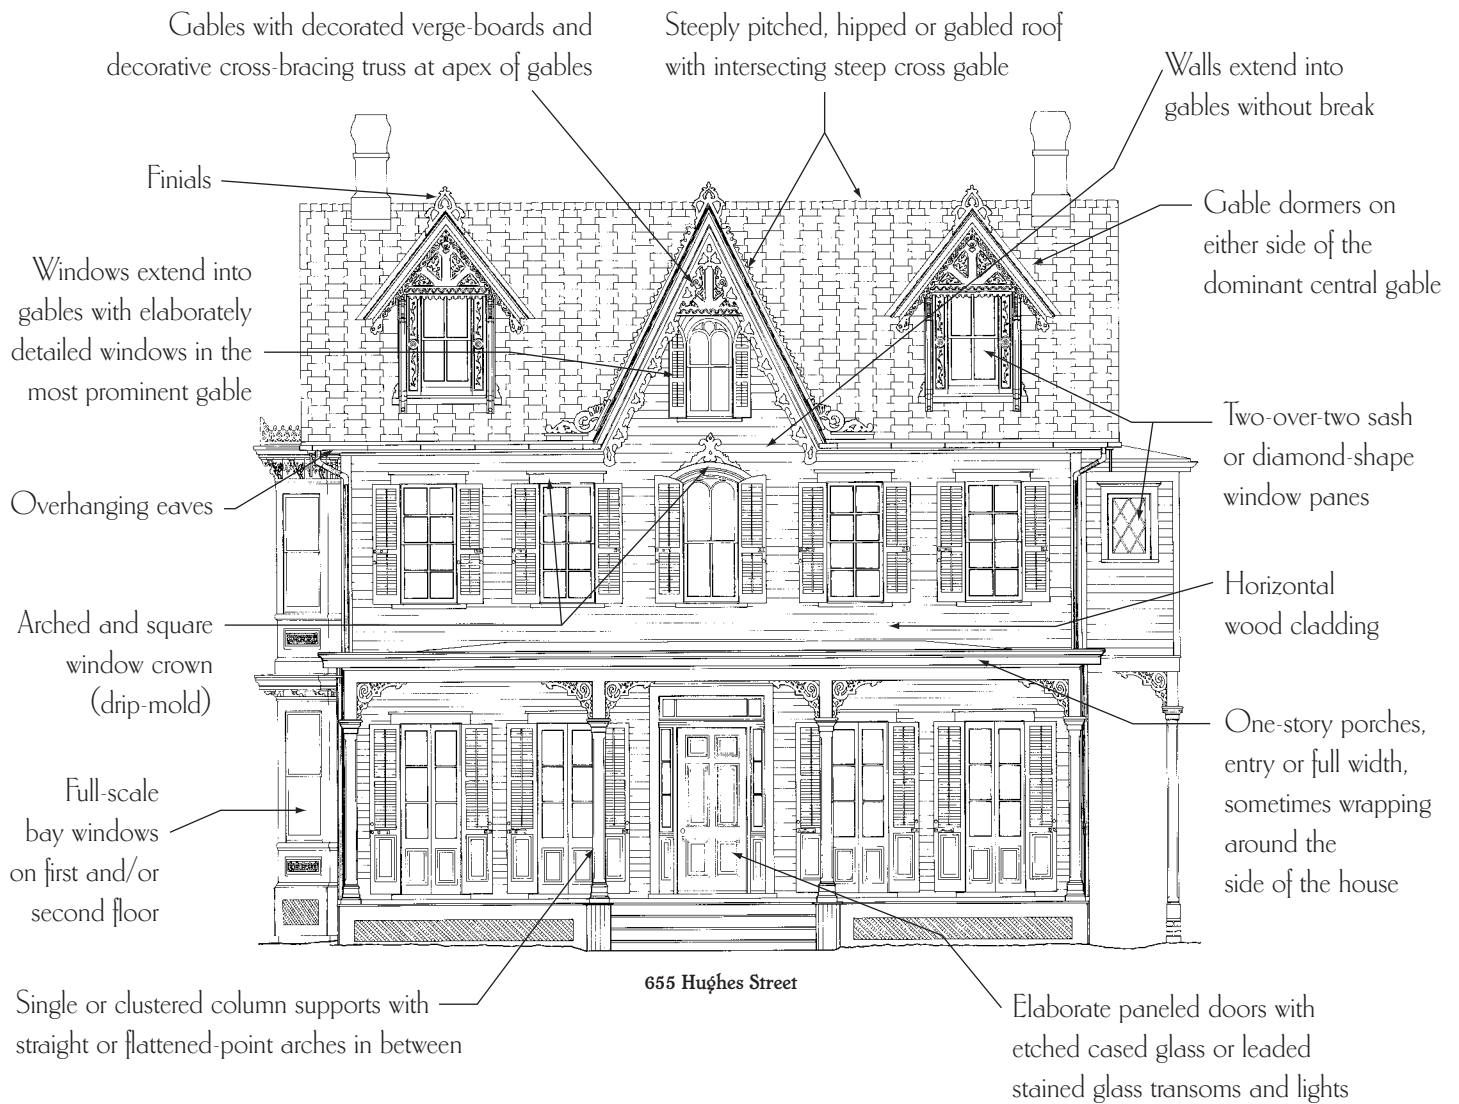 Gables with decorated verge-boards and
decorative cross-bracing truss at apex of gables
Steeply pitched, hipped or gabled roof
with intersecting steep cross gable
Walls extend into
gables without break
Finials
Gable dormers on
either side of the
dominant central gable
Windows extend into
gables with elaborately
detailed windows in the
most prominent gable
Two-over-two sash
or diamond-shape
window panes
Overhanging eaves
Horizontal
wood cladding
Arched and square
window crown
(drip-mold)
One-story porches,
entry or full width,
sometimes wrapping
around the
side of the house
Full-scale
bay windows
on first and/or
second floor
655 Hughes Street
Single or clustered column supports with
straight or flattened-point arches in between
Elaborate paneled doors with
etched cased glass or leaded
stained glass transoms and lights